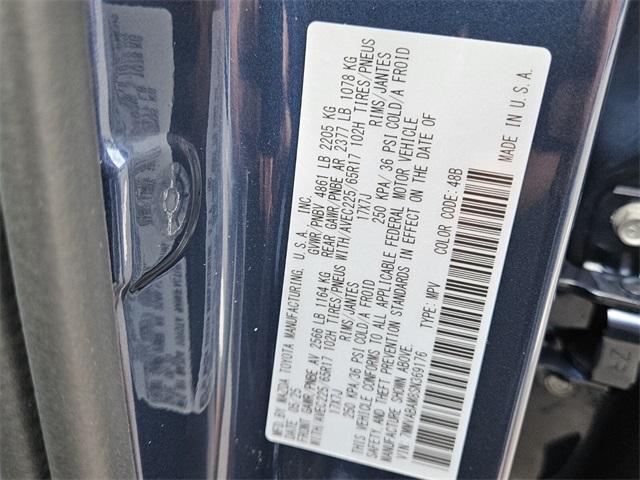 MFD BY MAZDA TOYOTA MANUFACTURING, U.S.A. INC.
DATE: 05/25 GVWR/PNBV 4861 LB 2205 KG
FRONT GAWR/PNBE AV 2566 LB 1164 KG REAR GAWR/PNBE AR 2377 LB 1078 KG
WITH/AVEC225/65R17 102H TIRES/PNEUS WITH/AVEC225/65R17 102H TIRES/PNEUS
17X7J RIMS/JANTES 17X7J RIMS/JANTES
250 KPA/36 PSI COLD/A FROID 250 KPA/36 PSI COLD/A FROID
THIS VEHICLE CONFORMS TO ALL APPLICABLE FEDERAL MOTOR VEHICLE
SAFETY AND THEFT PREVENTION STANDARDS IN EFFECT ON THE DATE OF
MANUFACTURE SHOWN ABOVE.
TYPE: MPV COLOR CODE: 48B
MADE IN U.S.A.